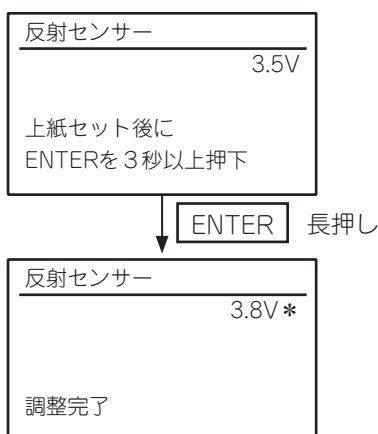 反射センサー
3.5V
上紙セット後に
ENTERを3秒以上押下
ENTER 長押し
反射センサー
3.8V＊
調整完了